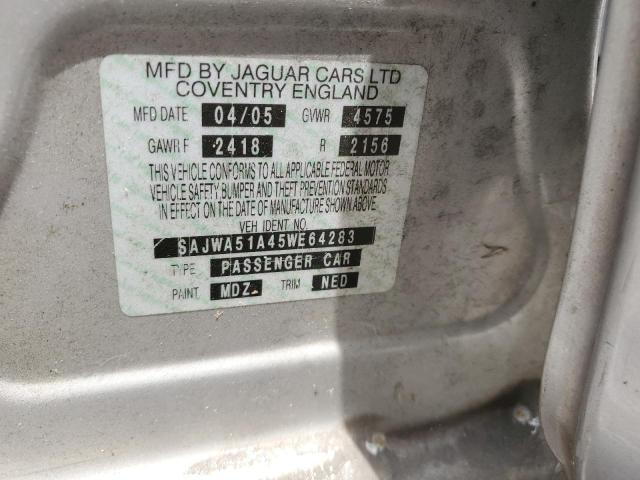 MFD BY JAGUAR CARS LTD
COVENTRY ENGLAND
MFD DATE 04/05 GVWR 4575
GAWR F 2418 R 2156
THIS VEHICLE CONFORMS TO ALL APPLICABLE FEDERAL MOTOR
VEHICLE SAFETY, BUMPER AND THEFT PREVENTION STANDARDS
IN EFFECT ON THE DATE OF MANUFACTURE SHOWN ABOVE.
VEH IDENT NO.
SAJWA51A45WE64283
TYPE PASSENGER CAR
PAINT MDZ. TRIM NED